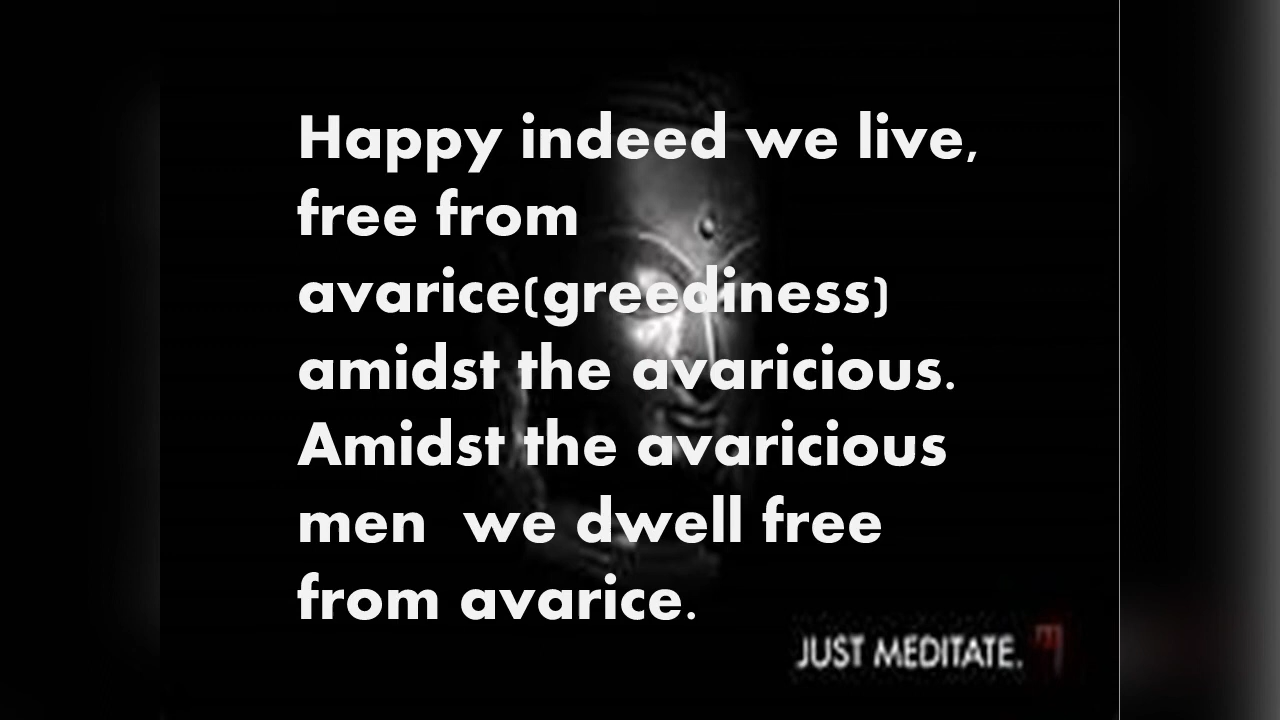 Happy indeed we live,
free from
avarice(greediness)
amidst the avaricious.
Amidst the avaricious
men  we dwell free
from avarice.
JUST MEDITATE.